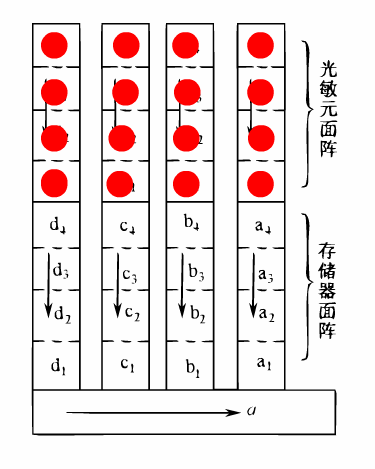 光敏元面阵
d4 c4 b4 a4
d3 c3 b3 a3
d2 c2 b2 a2
d1 c1 b1 a1
存储器面阵
a